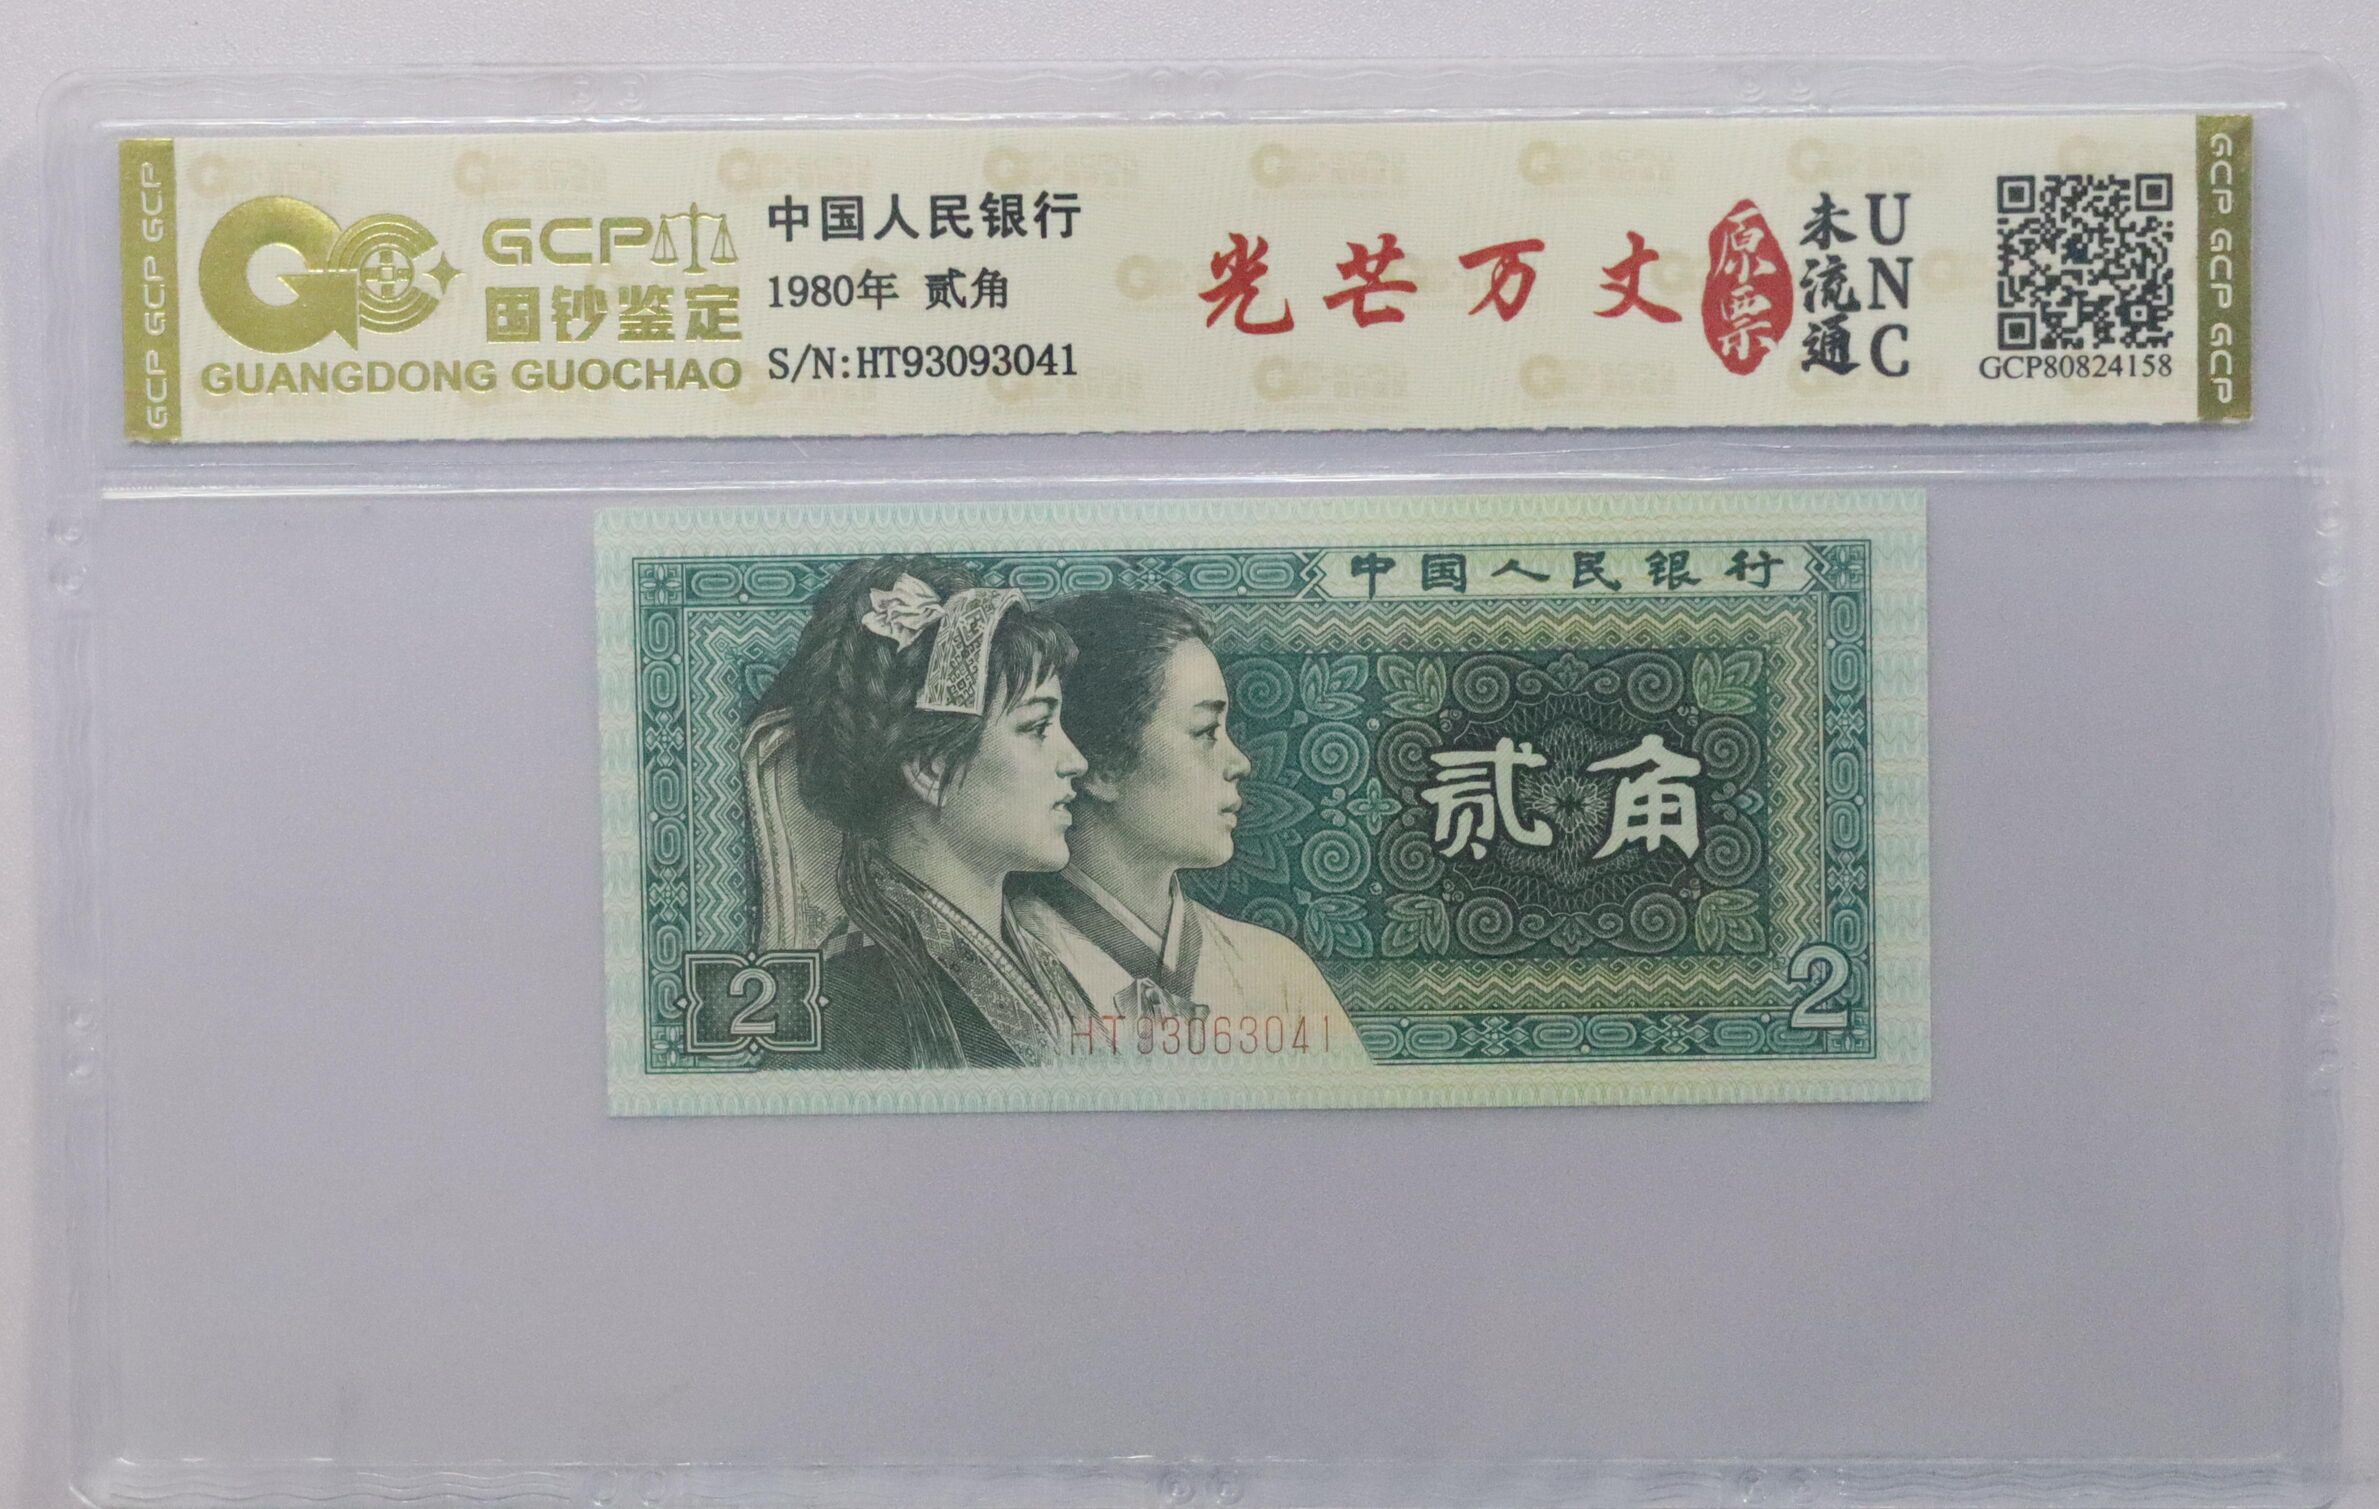 GCP GCP GCP
GCP
国钞鉴定
GUANGDONG GUOCHAO
中国人民银行
1980年 贰角
S/N:HT93093041
光芒万丈
原票
未流通
UNC
GCP80824158
GCP GCP GCP
中国人民银行
贰角
2
HT93063041
2